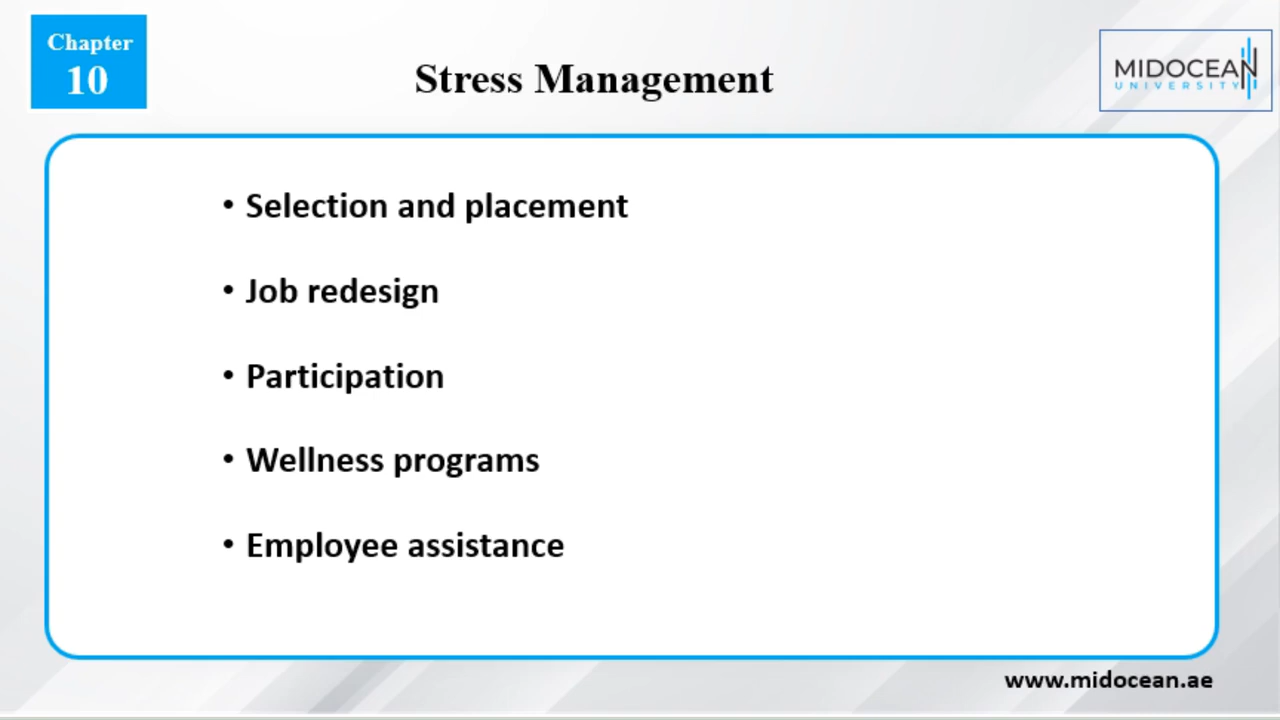 Chapter
10
Stress Management
MIDOCEAN
UNIVERSITY
• Selection and placement
• Job redesign
• Participation
• Wellness programs
• Employee assistance
www.midocean.ae